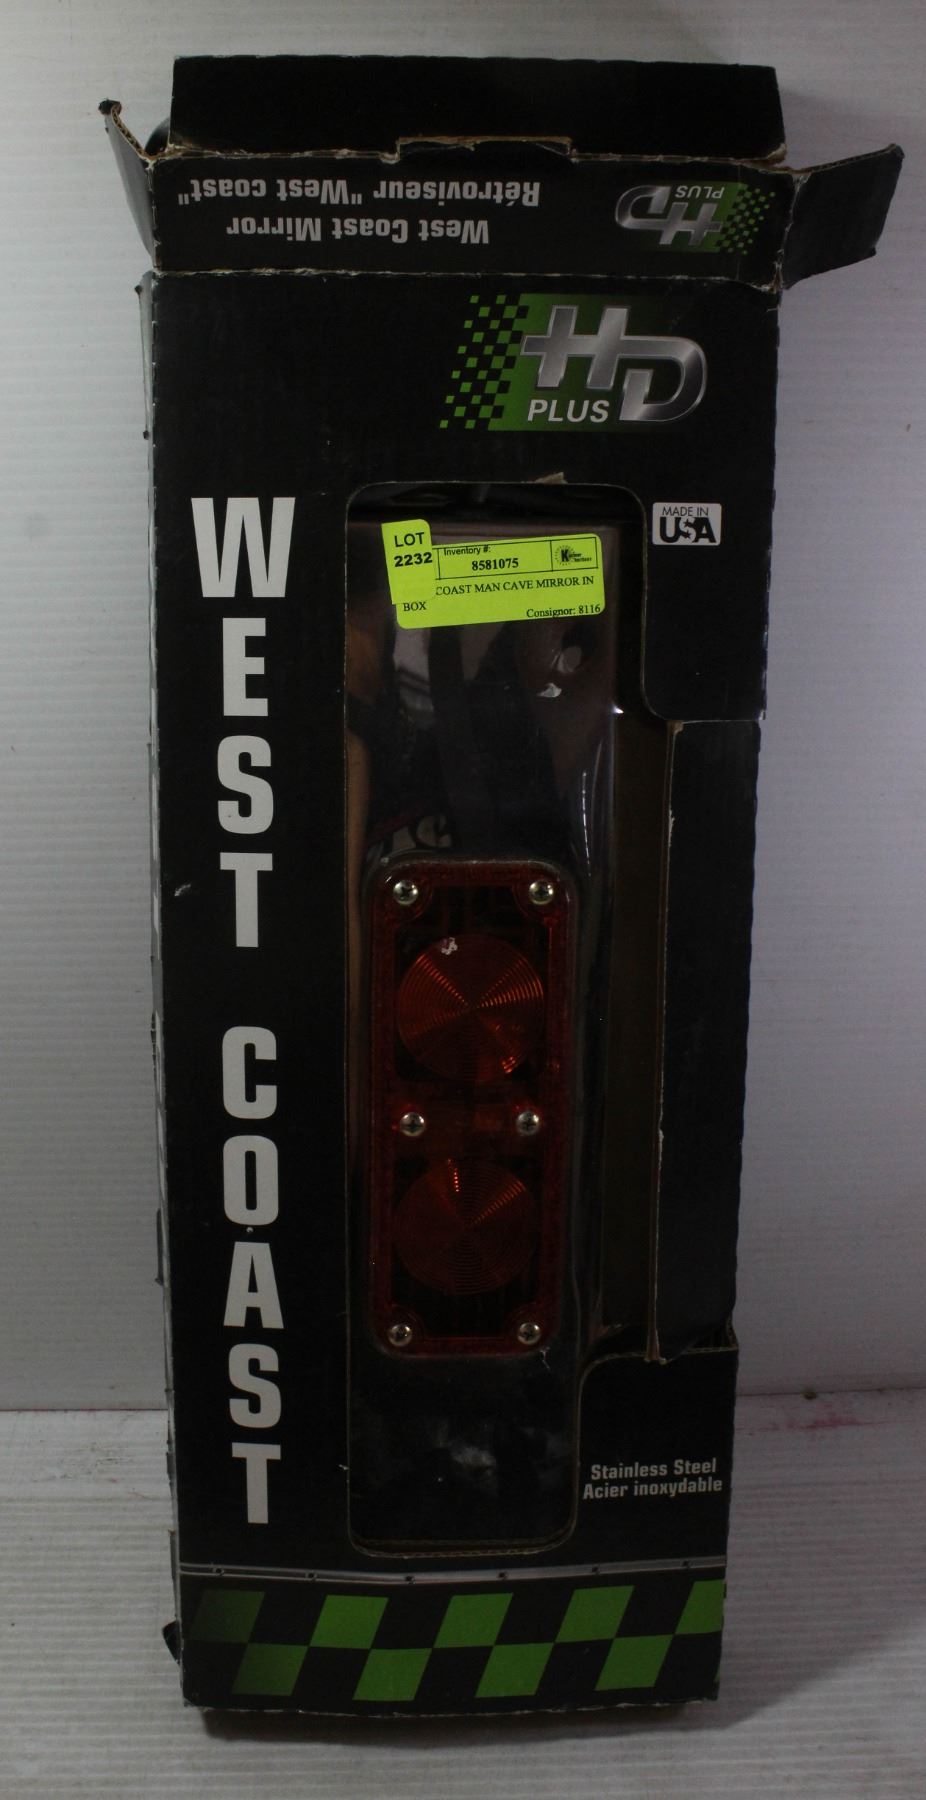 West Coast Mirror
Rétroviseur "West coast"
HD
PLUS
HD
PLUS
MADE IN
USA
WEST COAST
LOT
2232
Inventory #:
8581075
COAST MAN CAVE MIRROR IN
BOX
Consignor: 8116
Stainless Steel
Acier inoxydable